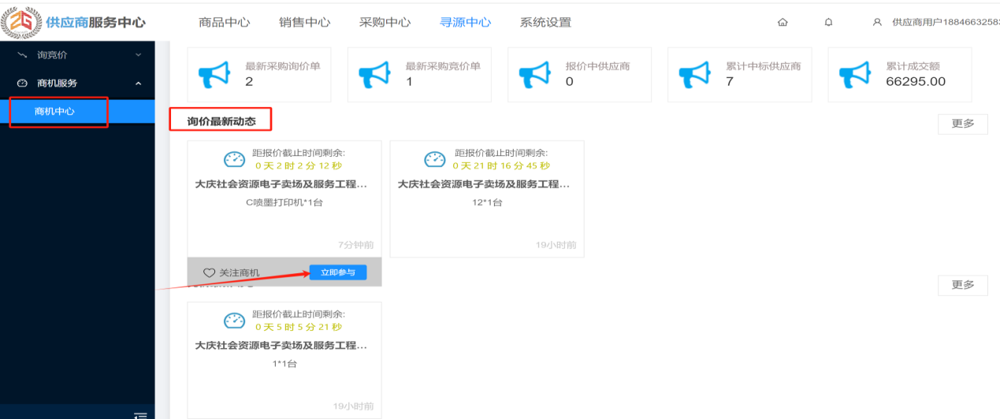 供应商服务中心
商品中心 销售中心 采购中心 寻源中心 系统设置
供应商用户1884663258
询竞价
商机服务
商机中心
最新采购询价单
2
最新采购竞价单
1
报价中供应商
0
累计中标供应商
7
累计成交额
66295.00
询价最新动态
更多
距报价截止时间剩余:
0 天 2 时 2 分 12 秒
大庆社会资源电子卖场及服务工程...
C喷墨打印机*1台
7分钟前
关注商机
立即参与
距报价截止时间剩余:
0 天 21 时 16 分 45 秒
大庆社会资源电子卖场及服务工程...
12*1台
19小时前
更多
距报价截止时间剩余:
0 天 5 时 5 分 21 秒
大庆社会资源电子卖场及服务工程...
1*1台
19小时前